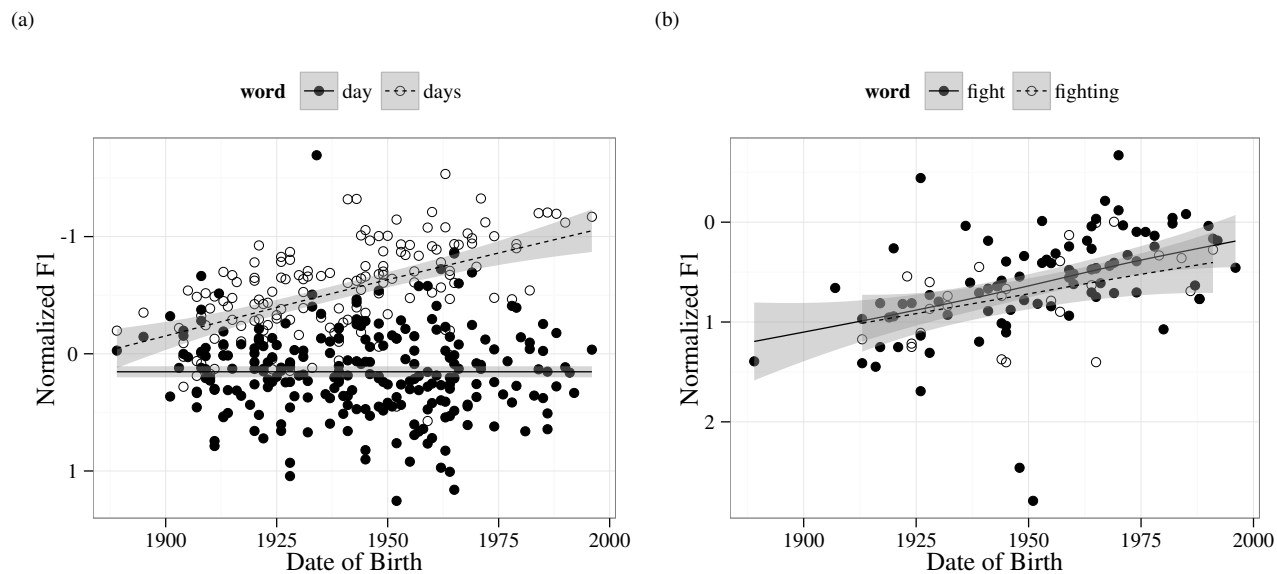 (a)
word day days
Normalized F1
-1
0
1
1900 1925 1950 1975 2000
Date of Birth
(b)
word fight fighting
Normalized F1
0
1
2
1900 1925 1950 1975 2000
Date of Birth